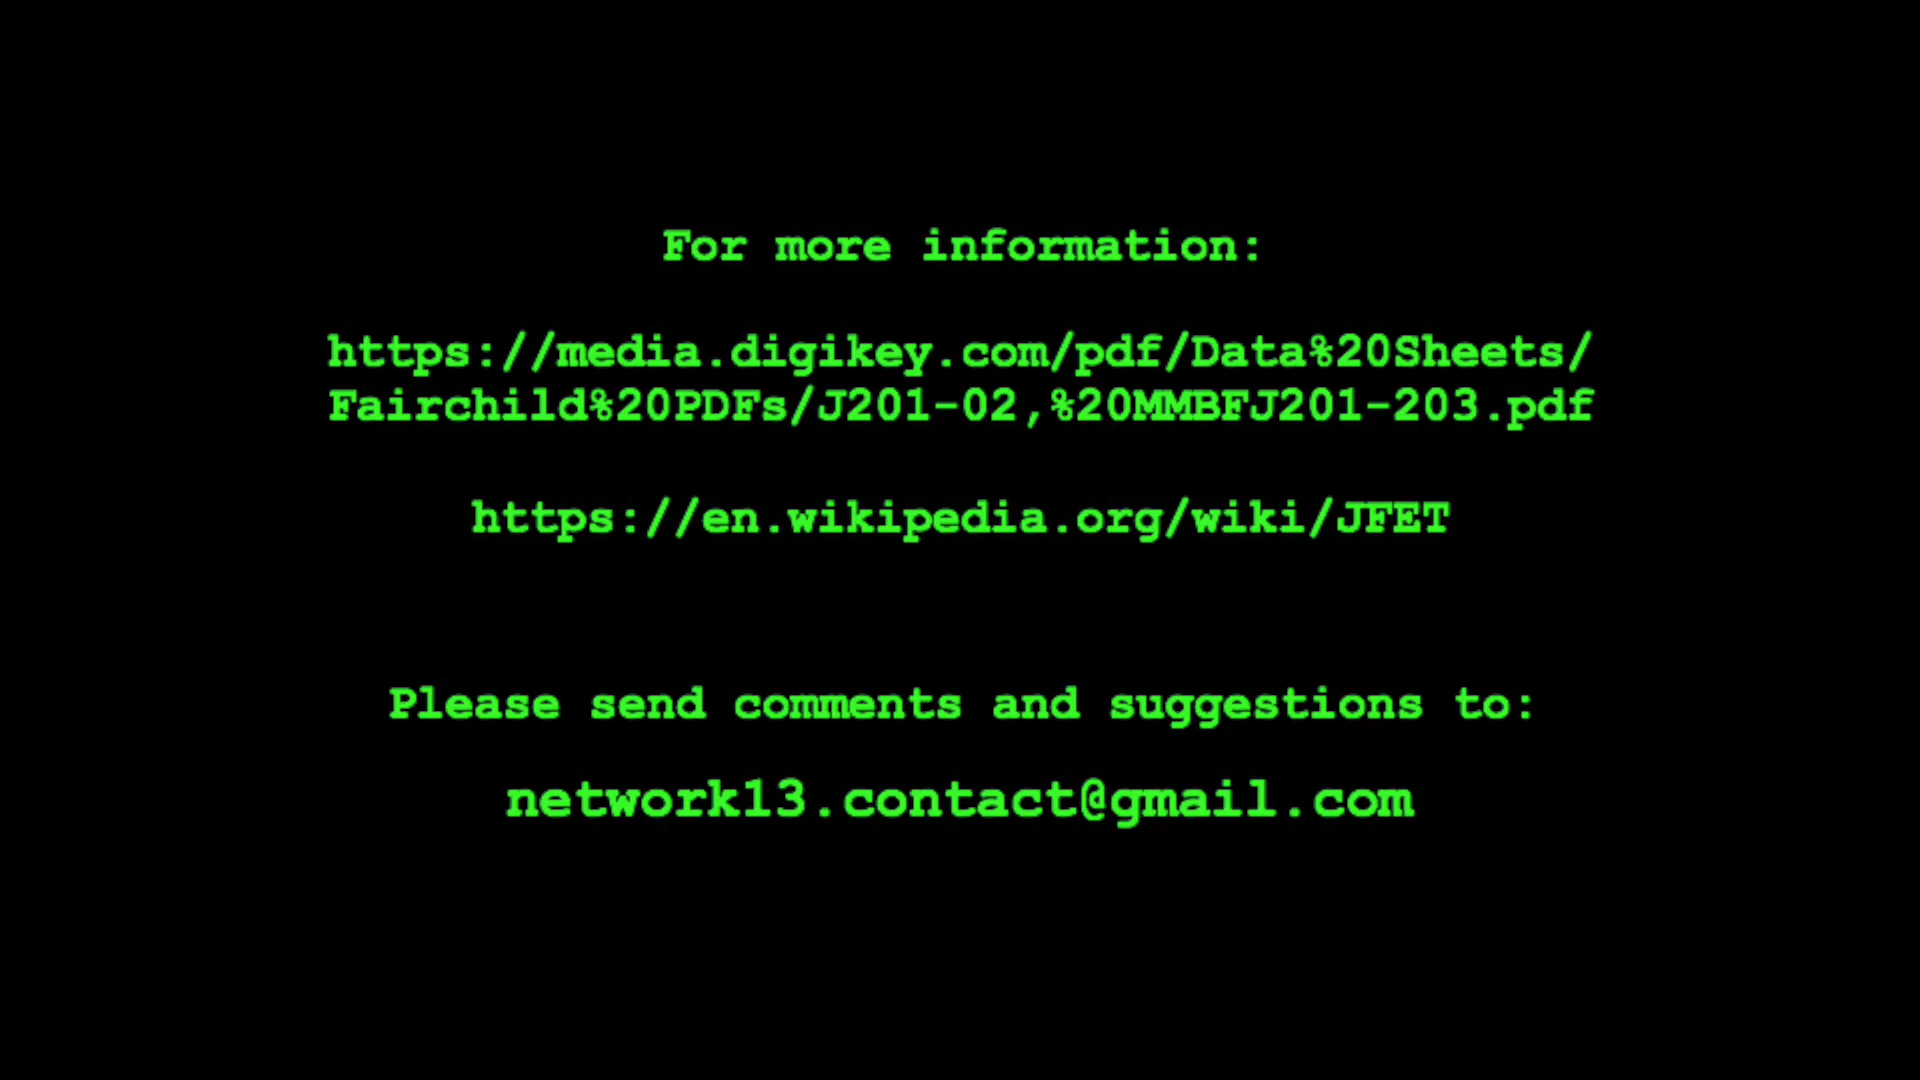 For more information:
https://media.digikey.com/pdf/Data%20Sheets/
Fairchild%20PDFs/J201-02,%20MMBFJ201-203.pdf
https://en.wikipedia.org/wiki/JFET
Please send comments and suggestions to:
network13.contact@gmail.com